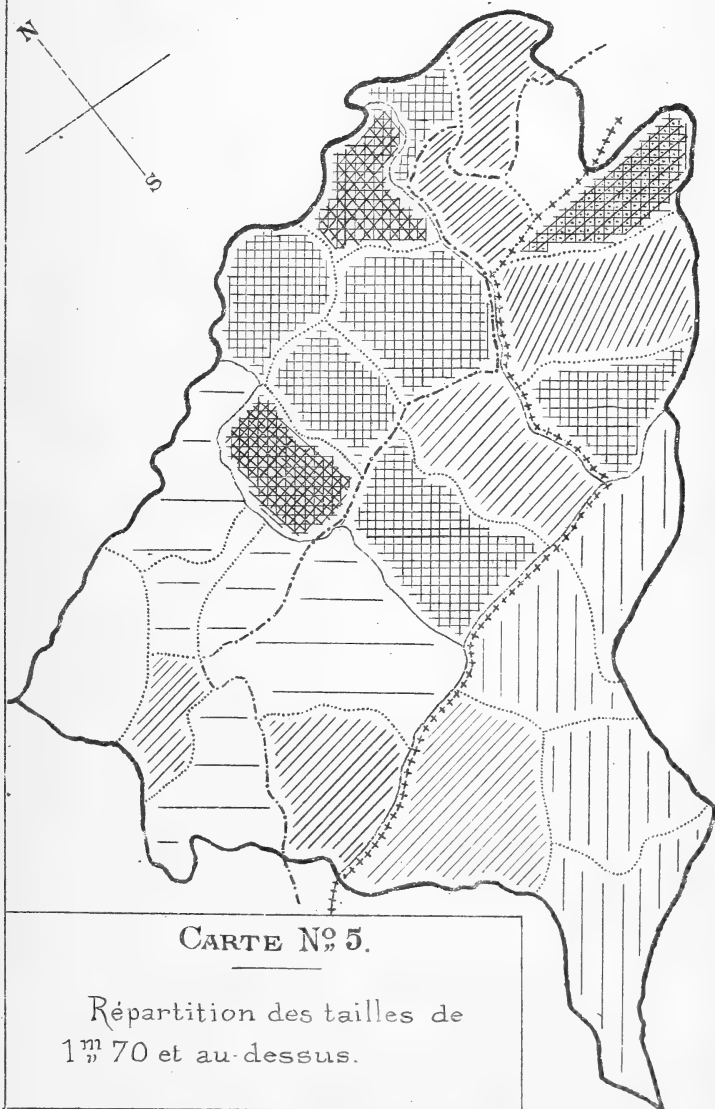 N
S
CARTE Nº 5.
Répartition des tailles de
1m 70 et au-dessus.